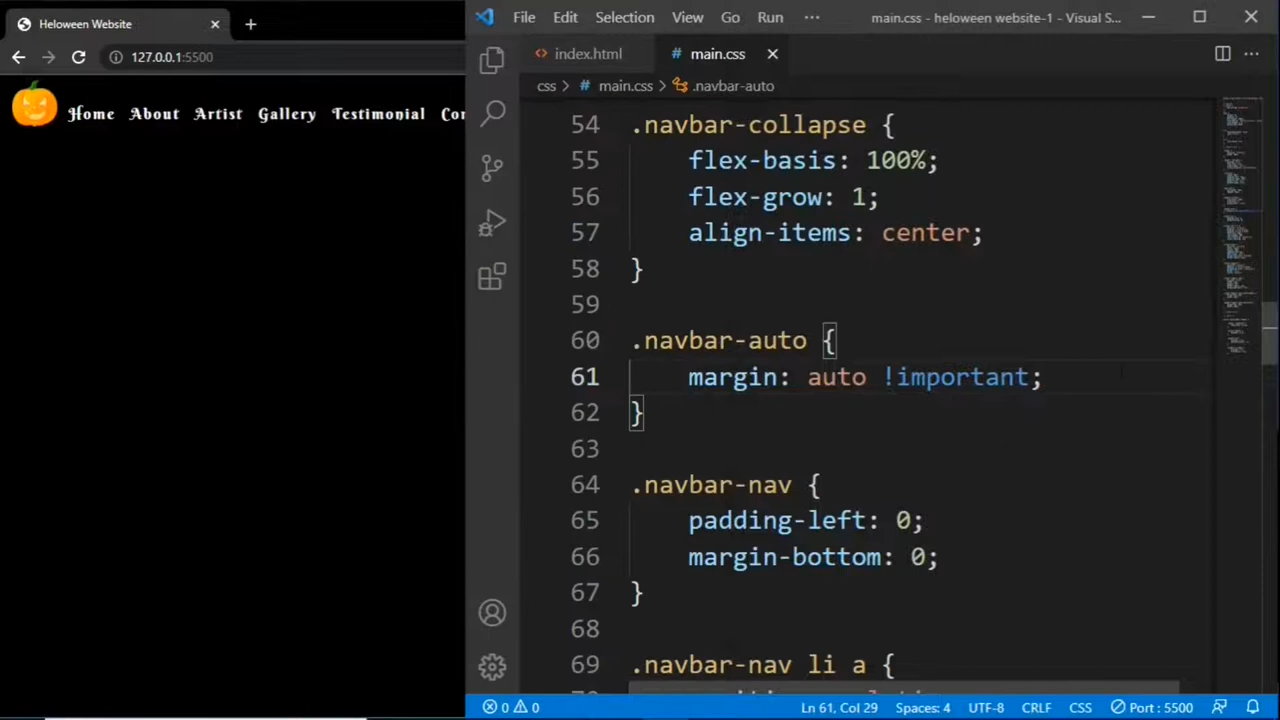 Heloween Website
127.0.0.1:5500
Home About Artist Gallery Testimonial
File Edit Selection View Go Run ··· main.css - heloween website-1 - Visual S...
index.html # main.css
css > # main.css > .navbar-auto
54 .navbar-collapse {
55 flex-basis: 100%;
56 flex-grow: 1;
57 align-items: center;
58 }
59
60 .navbar-auto {
61 margin: auto !important;
62 }
63
64 .navbar-nav {
65 padding-left: 0;
66 margin-bottom: 0;
67 }
68
69 .navbar-nav li a {
0 0 Ln 61, Col 29 Spaces: 4 UTF-8 CRLF CSS Port : 5500